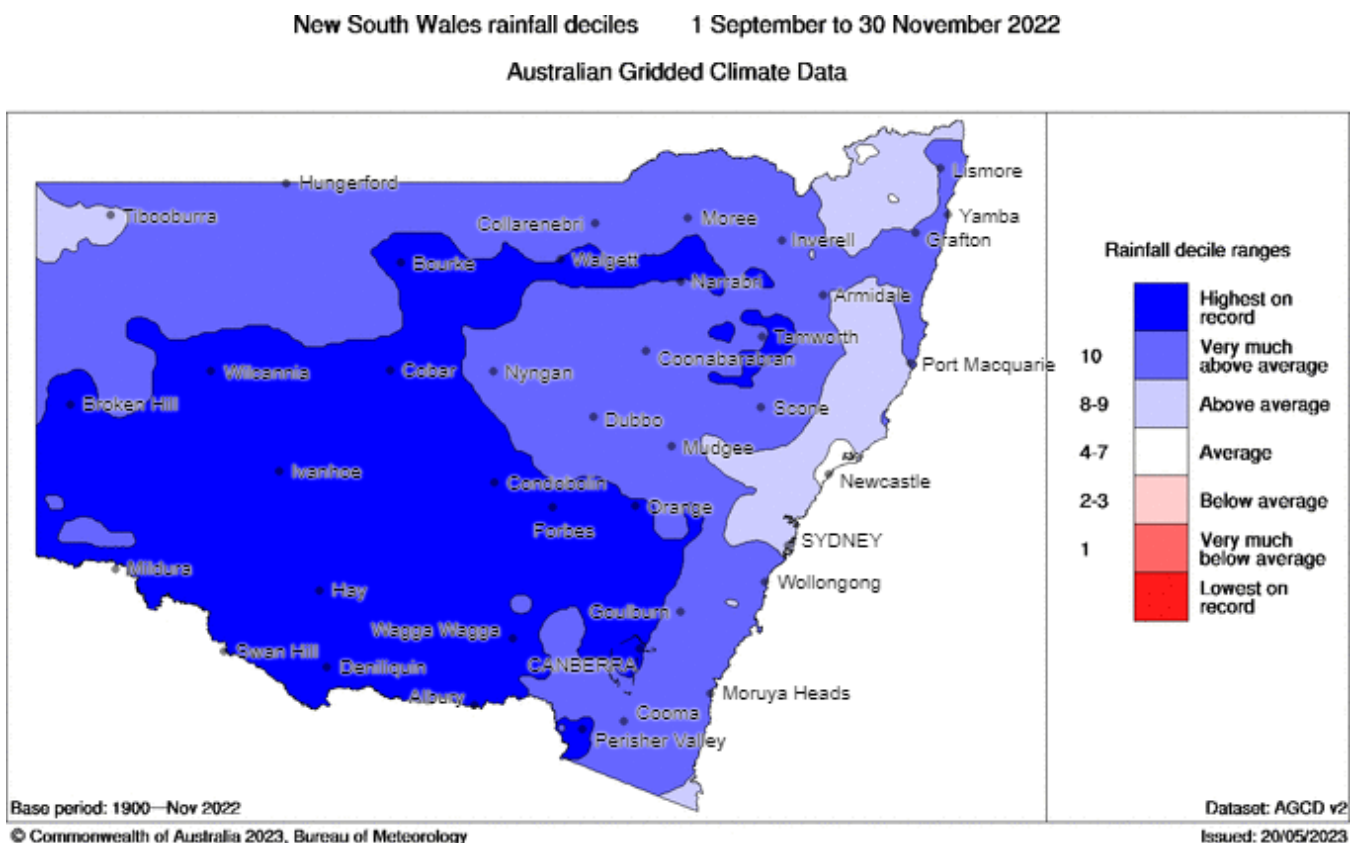 New South Wales rainfall deciles 1 September to 30 November 2022
Australian Gridded Climate Data
Hungerford
Lismore
Tibooburra
Collarenebri
Moree
Yamba
Inverell
Grafton
Bourke
Walgett
Narrabri
Armidale
Tamworth
Coonabarabran
Wilcannia
Cobar
Nyngan
Port Macquarie
Broken Hill
Scone
Dubbo
Mudgee
Ivanhoe
Condobolin
Newcastle
Orange
Forbes
SYDNEY
Mildura
Wollongong
Hay
Goulburn
Wagga Wagga
Swan Hill
Deniliquin
CANBERRA
Albury
Moruya Heads
Cooma
Perisher Valley
Rainfall decile ranges
Highest on
record
10 Very much
above average
8-9 Above average
4-7 Average
2-3 Below average
1 Very much
below average
Lowest on
record
Base period: 1900—Nov 2022
Dataset: AGCD v2
© Commonwealth of Australia 2023, Bureau of Meteorology
Issued: 20/05/2023